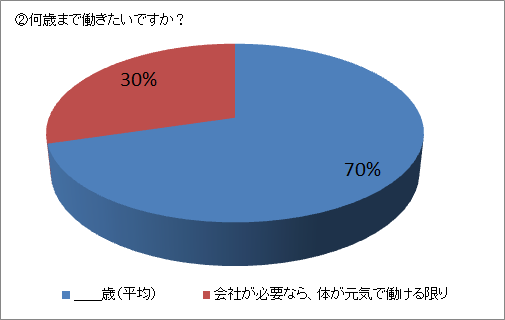 ②何歳まで働きたいですか？
30%
70%
____歳（平均）
会社が必要なら、体が元気で働ける限り